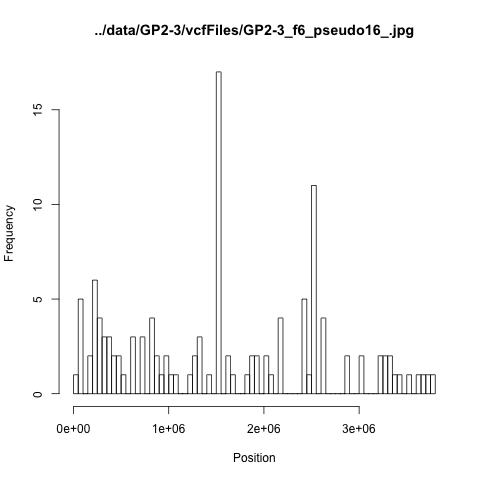 ../data/GP2-3/vcfFiles/GP2-3_f6_pseudo16_.jpg
15
10
5
0
Frequency
0e+00 1e+06 2e+06 3e+06
Position